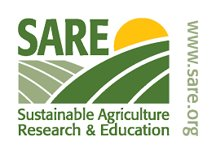 SARE
Sustainable Agriculture
Research & Education
www.sare.org